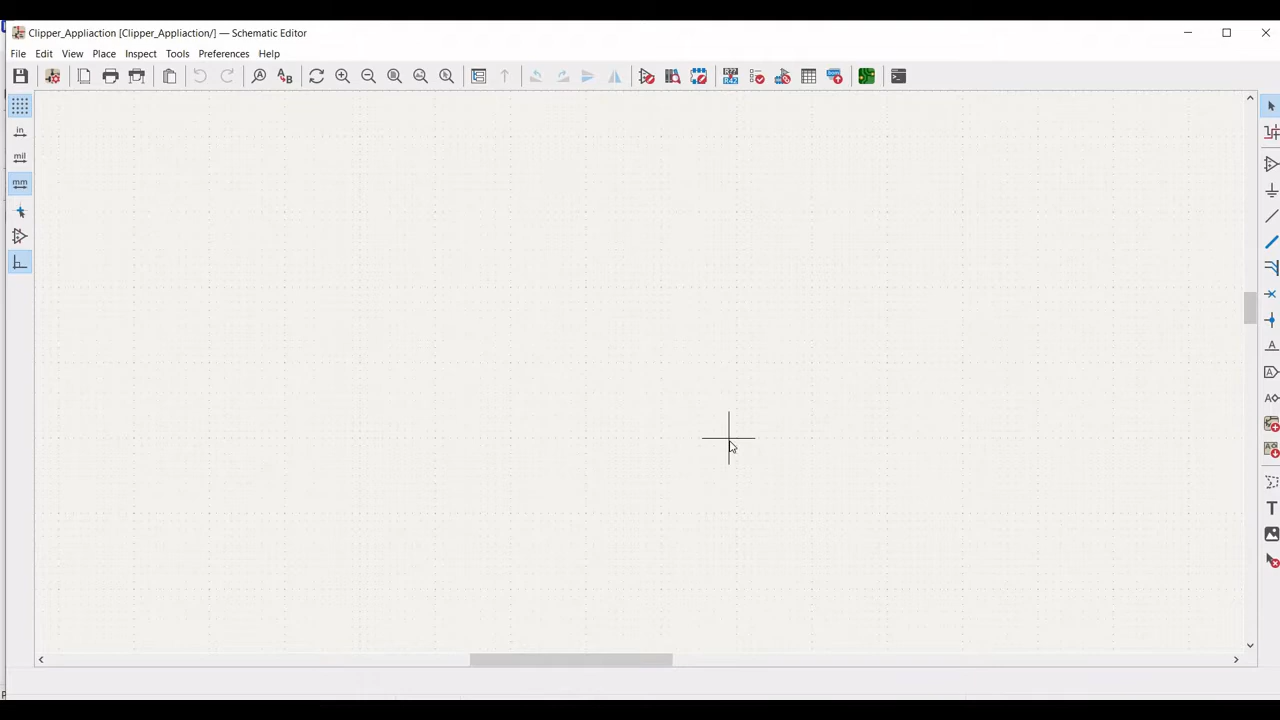 Clipper_Appliaction [Clipper_Appliaction/] — Schematic Editor
File Edit View Place Inspect Tools Preferences Help
in
mil
mm
A
A
A
T